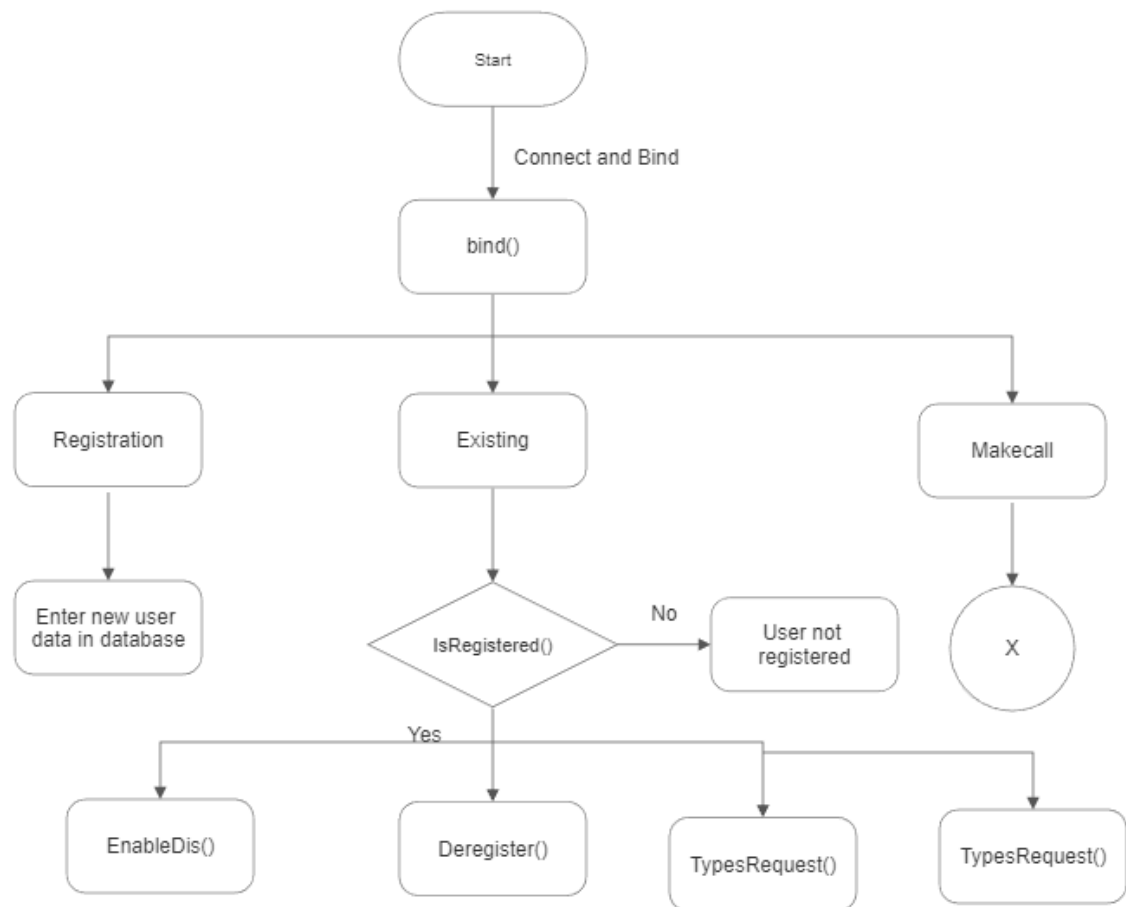 Start
Connect and Bind
bind()
Registration
Existing
Makecall
Enter new user
data in database
IsRegistered()
No
User not
registered
X
Yes
EnableDis()
Deregister()
TypesRequest()
TypesRequest()